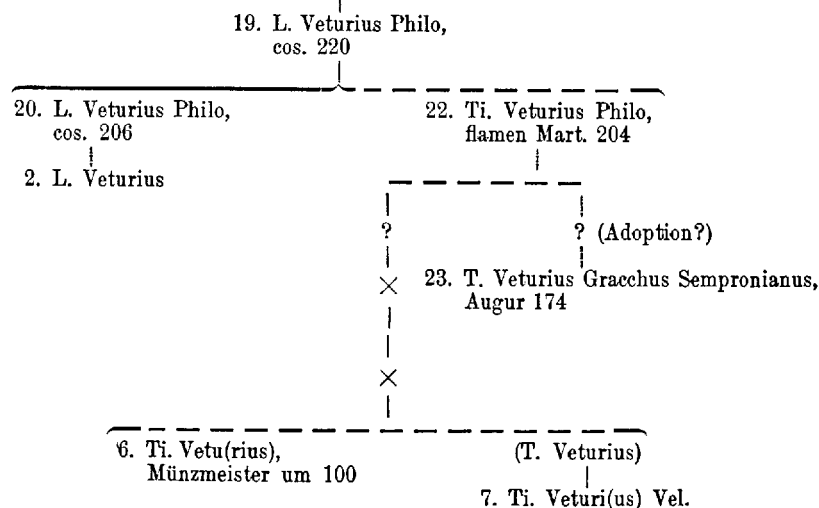 19. L. Veturius Philo,
cos. 220
20. L. Veturius Philo,
cos. 206
22. Ti. Veturius Philo,
flamen Mart. 204
2. L. Veturius
?
? (Adoption?)
23. T. Veturius Gracchus Sempronianus,
Augur 174
6. Ti. Vetu(rius),
Münzmeister um 100
(T. Veturius)
7. Ti. Veturi(us) Vel.